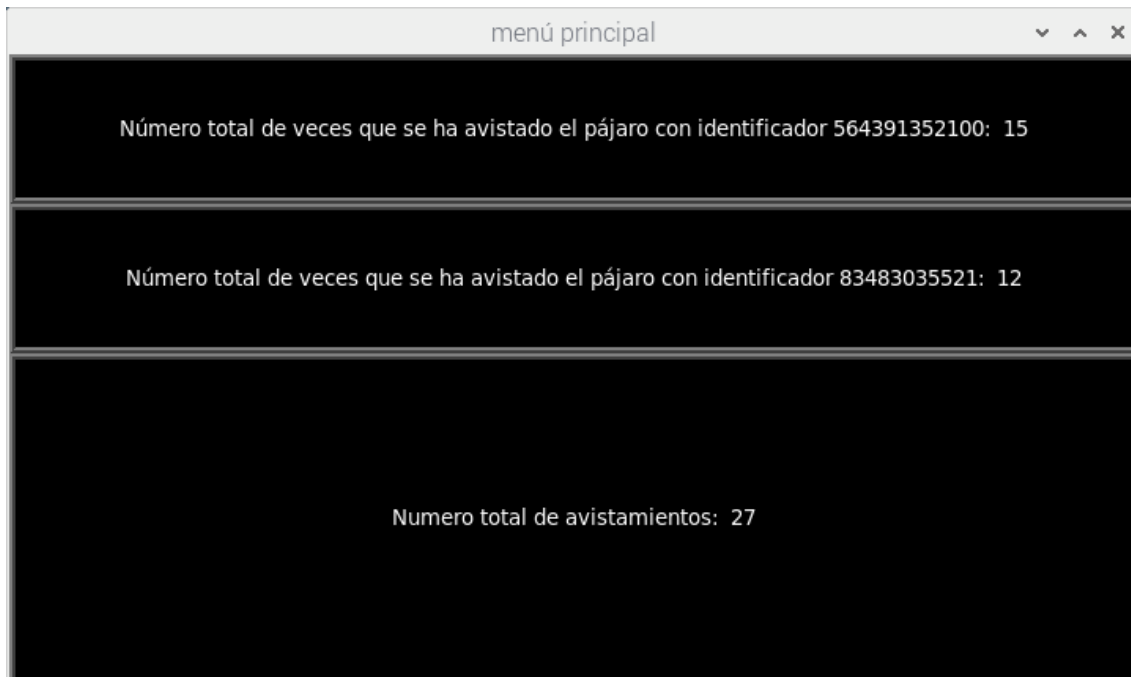 menú principal
Número total de veces que se ha avistado el pájaro con identificador 564391352100:  15
Número total de veces que se ha avistado el pájaro con identificador 83483035521:  12
Numero total de avistamientos:  27